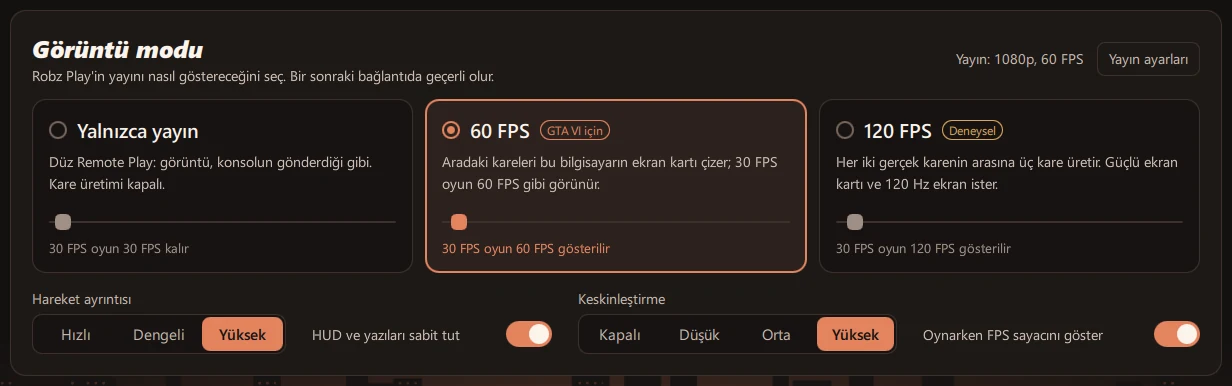 Görüntü modu
Robz Play'in yayını nasıl göstereceğini seç. Bir sonraki bağlantıda geçerli olur.
Yayın: 1080p, 60 FPS
Yayın ayarları
Yalnızca yayın
Düz Remote Play: görüntü, konsolun gönderdiği gibi.
Kare üretimi kapalı.
30 FPS oyun 30 FPS kalır
60 FPS
GTA VI için
Aradaki kareleri bu bilgisayarın ekran kartı çizer; 30 FPS
oyun 60 FPS gibi görünür.
30 FPS oyun 60 FPS gösterilir
120 FPS
Deneysel
Her iki gerçek karenin arasına üç kare üretir. Güçlü ekran
kartı ve 120 Hz ekran ister.
30 FPS oyun 120 FPS gösterilir
Hareket ayrıntısı
Hızlı
Dengeli
Yüksek
HUD ve yazıları sabit tut
Keskinleştirme
Kapalı
Düşük
Orta
Yüksek
Oynarken FPS sayacını göster